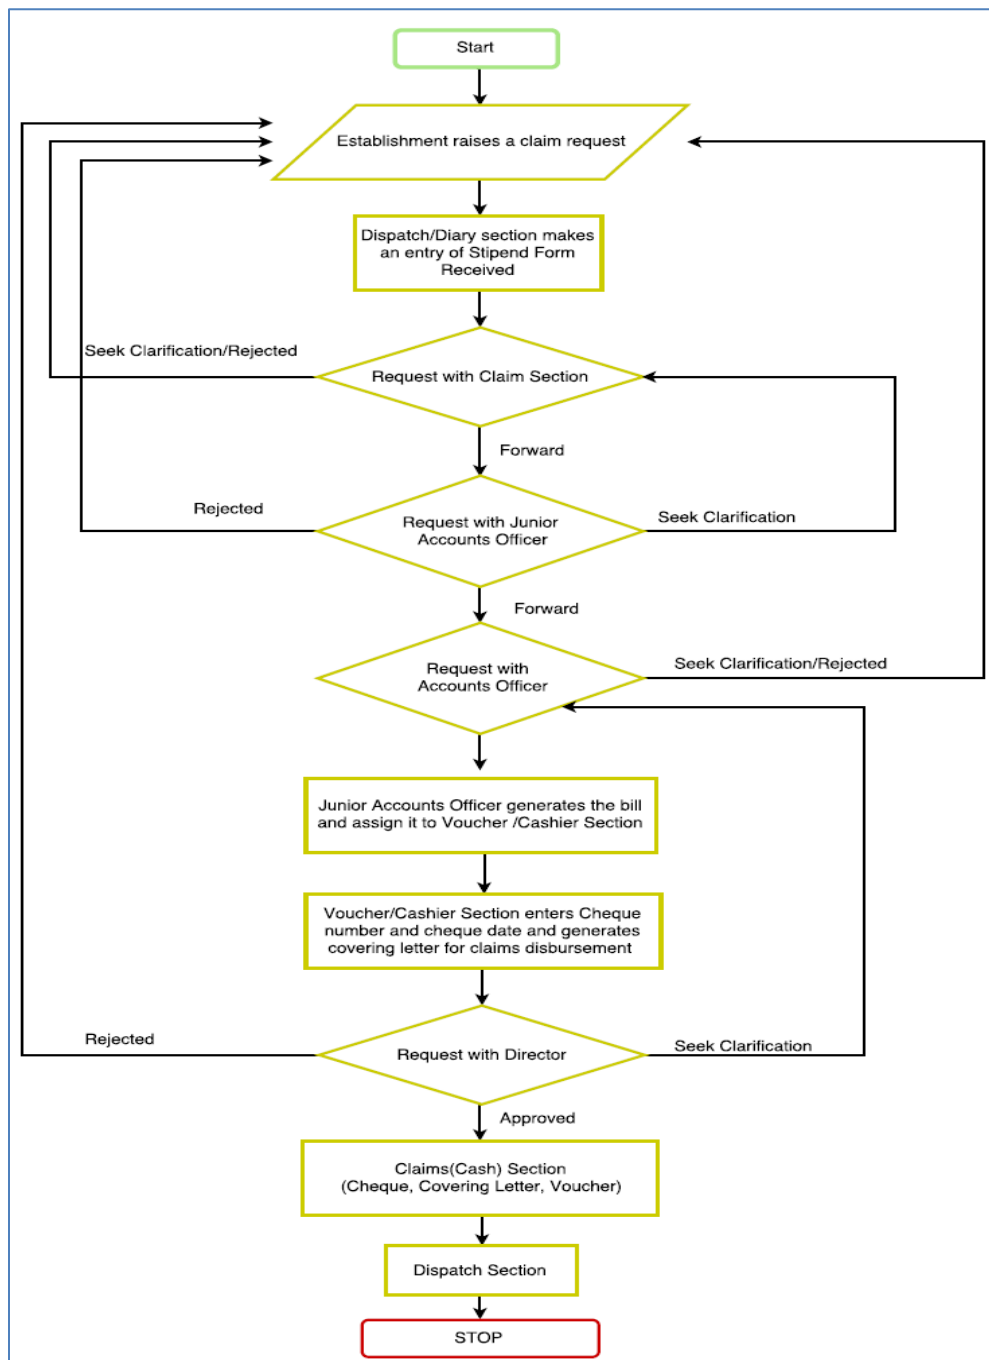 Start
Establishment raises a claim request
Dispatch/Diary section makes
an entry of Stipend Form
Received
Seek Clarification/Rejected
Request with Claim Section
Forward
Rejected
Request with Junior
Accounts Officer
Seek Clarification
Forward
Request with
Accounts Officer
Seek Clarification/Rejected
Junior Accounts Officer generates the bill
and assign it to Voucher /Cashier Section
Voucher/Cashier Section enters Cheque
number and cheque date and generates
covering letter for claims disbursement
Rejected
Request with Director
Seek Clarification
Approved
Claims(Cash) Section
(Cheque, Covering Letter, Voucher)
Dispatch Section
STOP